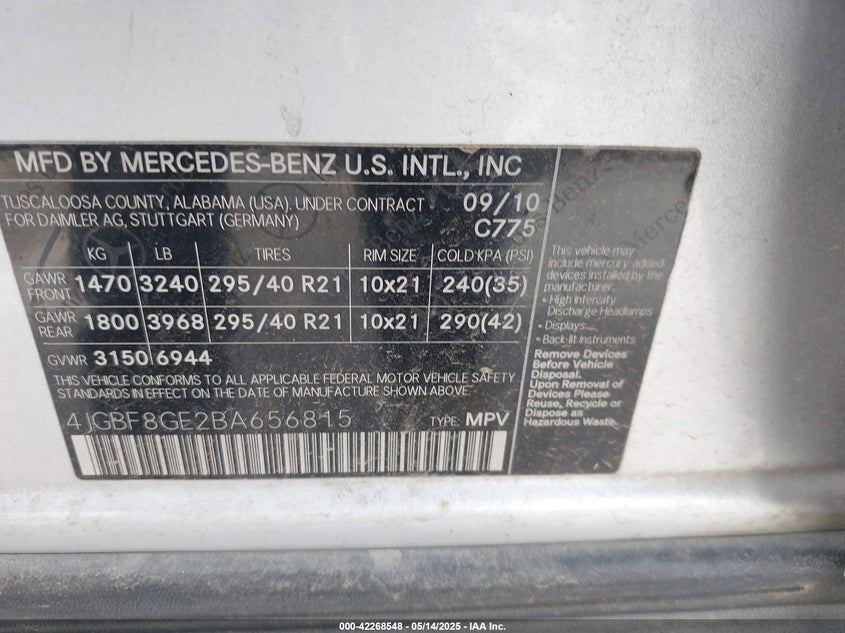 MFD BY MERCEDES-BENZ U.S. INTL., INC
TUSCALOOSA COUNTY, ALABAMA (USA), UNDER CONTRACT 09/10
FOR DAIMLER AG, STUTTGART (GERMANY) C775
KG LB TIRES RIM SIZE COLD KPA (PSI)
GAWR FRONT 1470 3240 295/40 R21 10x21 240(35)
GAWR REAR 1800 3968 295/40 R21 10x21 290(42)
GVWR 3150 6944
THIS VEHICLE CONFORMS TO ALL APPLICABLE FEDERAL MOTOR VEHICLE SAFETY
STANDARDS IN EFFECT ON THE DATE OF MANUFACTURE SHOWN ABOVE.
4JGBF8GE2BA656815 TYPE: MPV
This vehicle may
include mercury-added
devices installed by the
manufacturer:
• High Intensity
Discharge Headlamps
• Displays
• Back-lit Instruments
Remove Devices
Before Vehicle
Disposal.
Upon Removal of
Devices Please
Reuse, Recycle or
Dispose as
Hazardous Waste.
000-42268548 - 05/14/2025 - IAA Inc.